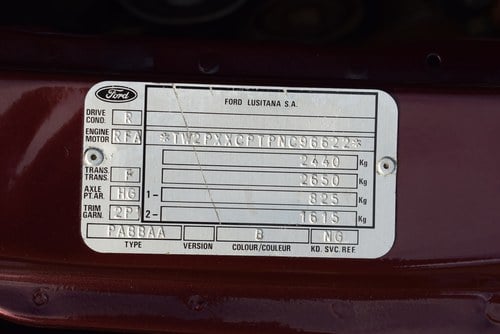 Ford
FORD LUSITANA S.A.
DRIVE COND. R
ENGINE MOTOR RFA
*TW2PXXCPTPNC96622*
2440 Kg
TRANS. TRANS. F
2650 Kg
AXLE PT.AR. HG
1- 825 Kg
TRIM GARN. 2P
2- 1615 Kg
PABBAA B NG
TYPE VERSION COLOUR/COULEUR KD. SVC. REF.